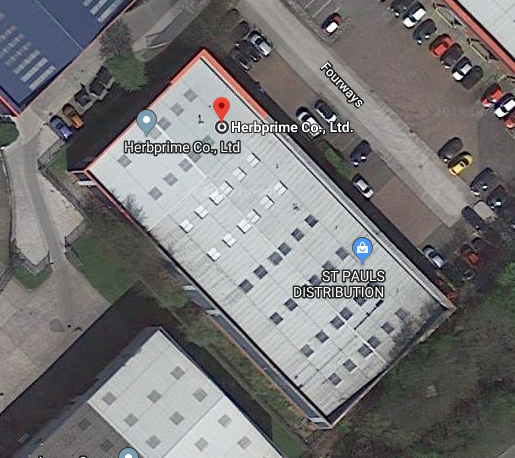 Fourways
Herbprime Co., Ltd.
Herbprime Co., Ltd
ST PAULS
DISTRIBUTION